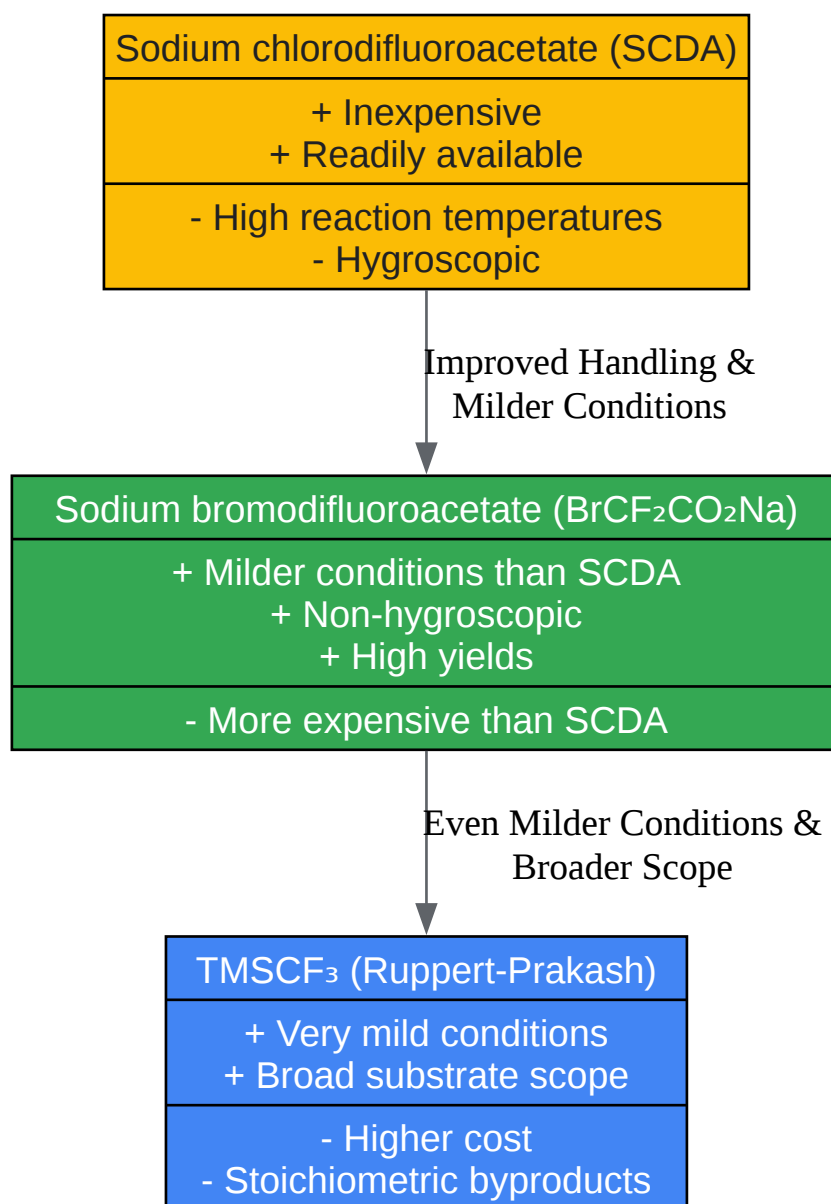 Sodium chlorodifluoroacetate (SCDA)
+ Inexpensive
+ Readily available
- High reaction temperatures
- Hygroscopic
Improved Handling &
Milder Conditions
Sodium bromodifluoroacetate (BrCF₂CO₂Na)
+ Milder conditions than SCDA
+ Non-hygroscopic
+ High yields
- More expensive than SCDA
Even Milder Conditions &
Broader Scope
TMSCF₃ (Ruppert-Prakash)
+ Very mild conditions
+ Broad substrate scope
- Higher cost
- Stoichiometric byproducts